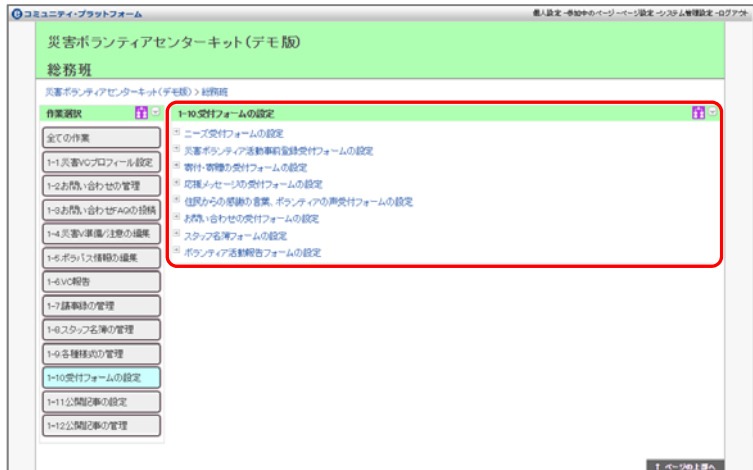 コミュニティ・プラットフォーム
個人設定 -参加中のページ -ページ設定 -システム管理設定 -ログアウト
災害ボランティアセンターキット(デモ版)
総務班
災害ボランティアセンターキット(デモ版) > 総務班
作業選択
全ての作業
1-1災害VCプロフィール設定
1-2お問い合わせの管理
1-3お問い合わせFAQの投稿
1-4災害V準備/注意の編集
1-5ボラバス情報の編集
1-6.VC報告
1-7議事録の管理
1-8スタッフ名簿の管理
1-9各種様式の管理
1-10受付フォームの設定
1-11公開記事の設定
1-12公開記事の管理
1-10受付フォームの設定
ニーズ受付フォームの設定
災害ボランティア活動事前登録受付フォームの設定
寄付・寄贈の受付フォームの設定
応援メッセージの受付フォームの設定
住民からの感謝の言葉、ボランティアの声受付フォームの設定
お問い合わせの受付フォームの設定
スタッフ名簿フォームの設定
ボランティア活動報告フォームの設定
↑ ページの上部へ